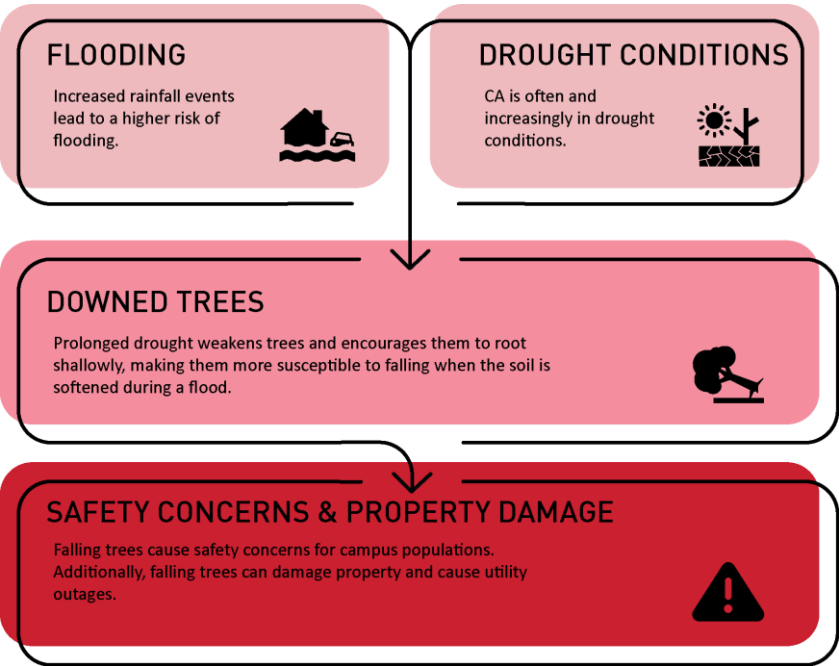 FLOODING
Increased rainfall events
lead to a higher risk of
flooding.
DROUGHT CONDITIONS
CA is often and
increasingly in drought
conditions.
DOWNED TREES
Prolonged drought weakens trees and encourages them to root
shallowly, making them more susceptible to falling when the soil is
softened during a flood.
SAFETY CONCERNS & PROPERTY DAMAGE
Falling trees cause safety concerns for campus populations.
Additionally, falling trees can damage property and cause utility
outages.